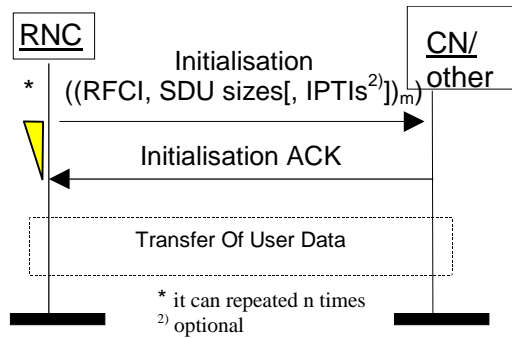 RNC
CN/
other
Initialisation
*
((RFCI, SDU sizes[, IPTIs²⁾])ₘ)
Initialisation ACK
Transfer Of User Data
* it can repeated n times
²⁾ optional